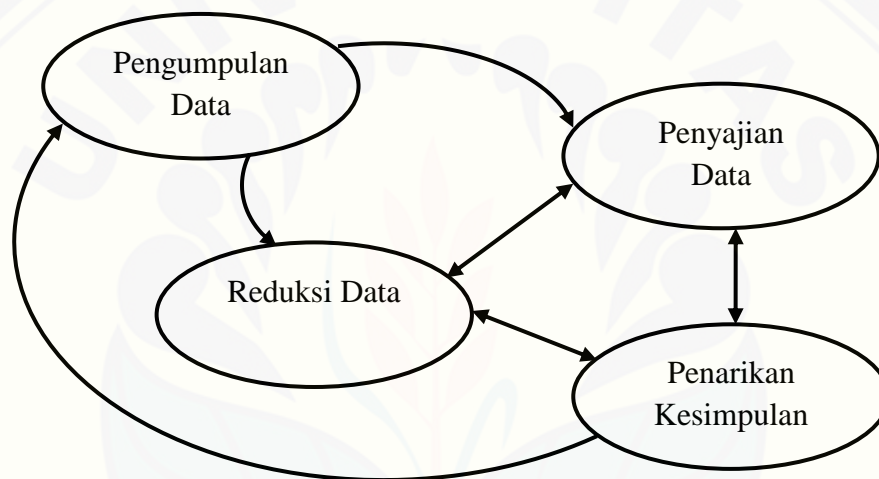 Pengumpulan
Data
Penyajian
Data
Reduksi Data
Penarikan
Kesimpulan